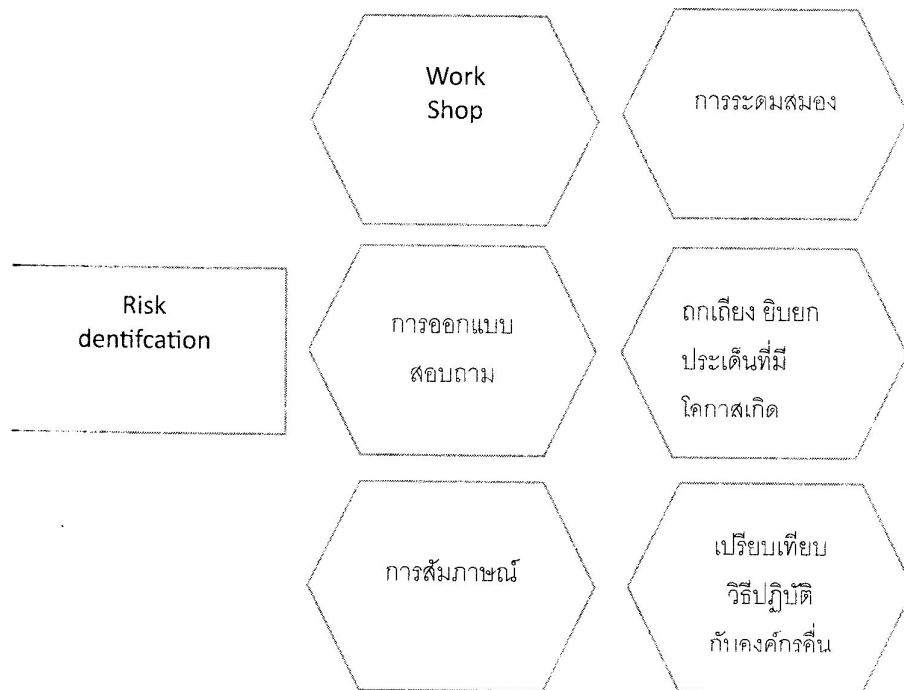 Work
Shop
การระดมสมอง
Risk
dentifcation
การออกแบบ
สอบถาม
ถกเถียง ยิบยก
ประเด็นที่มี
โอกาสเกิด
การสัมภาษณ์
เปรียบเทียบ
วิธีปฏิบัติ
กับองค์กรอื่น